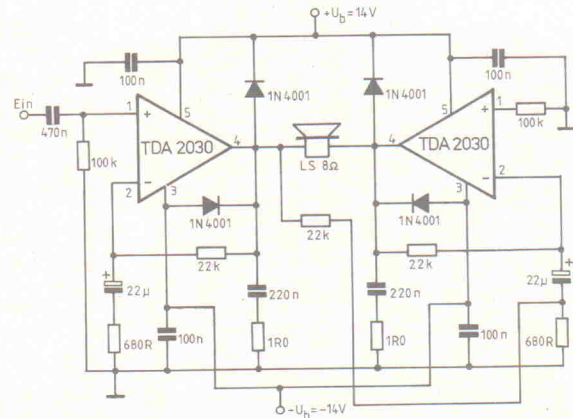 +U_b=14V
100n
100n
1N4001
1N4001
Ein
470n
1
+
5
4
TDA 2030
100k
2
−
3
LS 8Ω
4
5
+
1
TDA 2030
−
2
3
100k
1N4001
1N4001
22k
22k
22k
+
22µ
220n
220n
+
22µ
680R
100n
1R0
1R0
100n
680R
−U_b=−14V